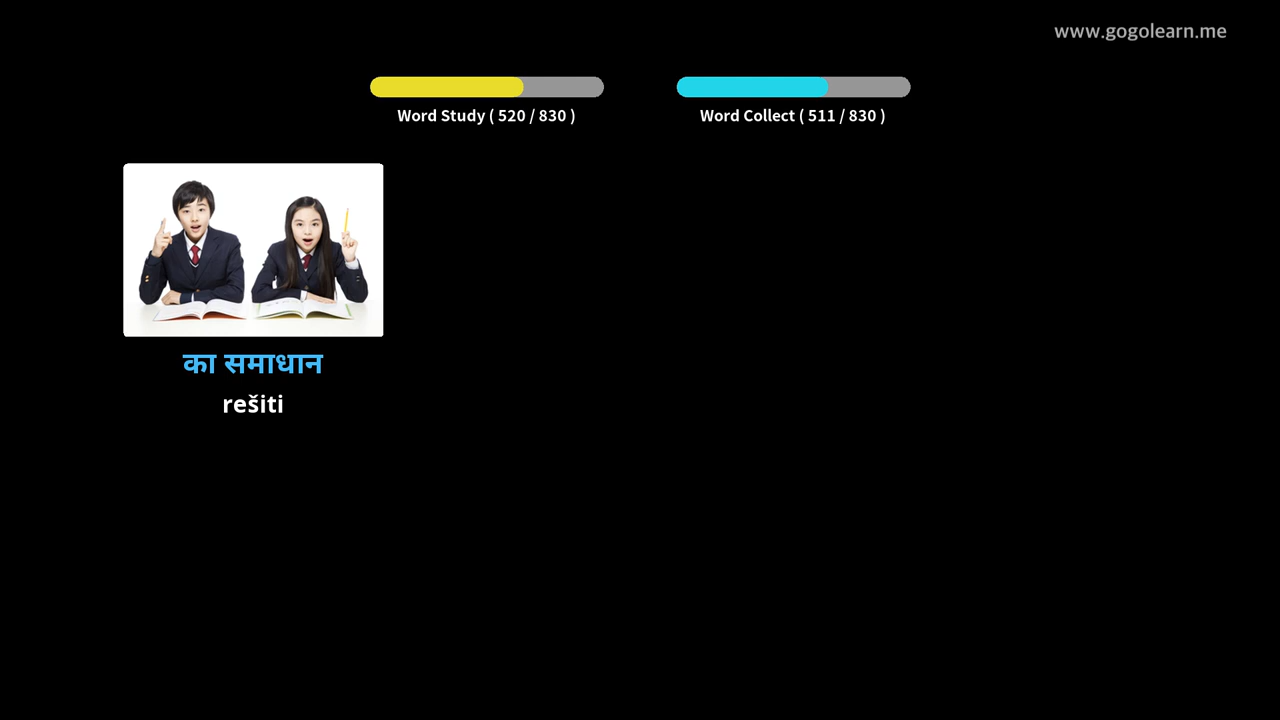 www.gogolearn.me
Word Study ( 520 / 830 )
Word Collect ( 511 / 830 )
का समाधान
rešiti